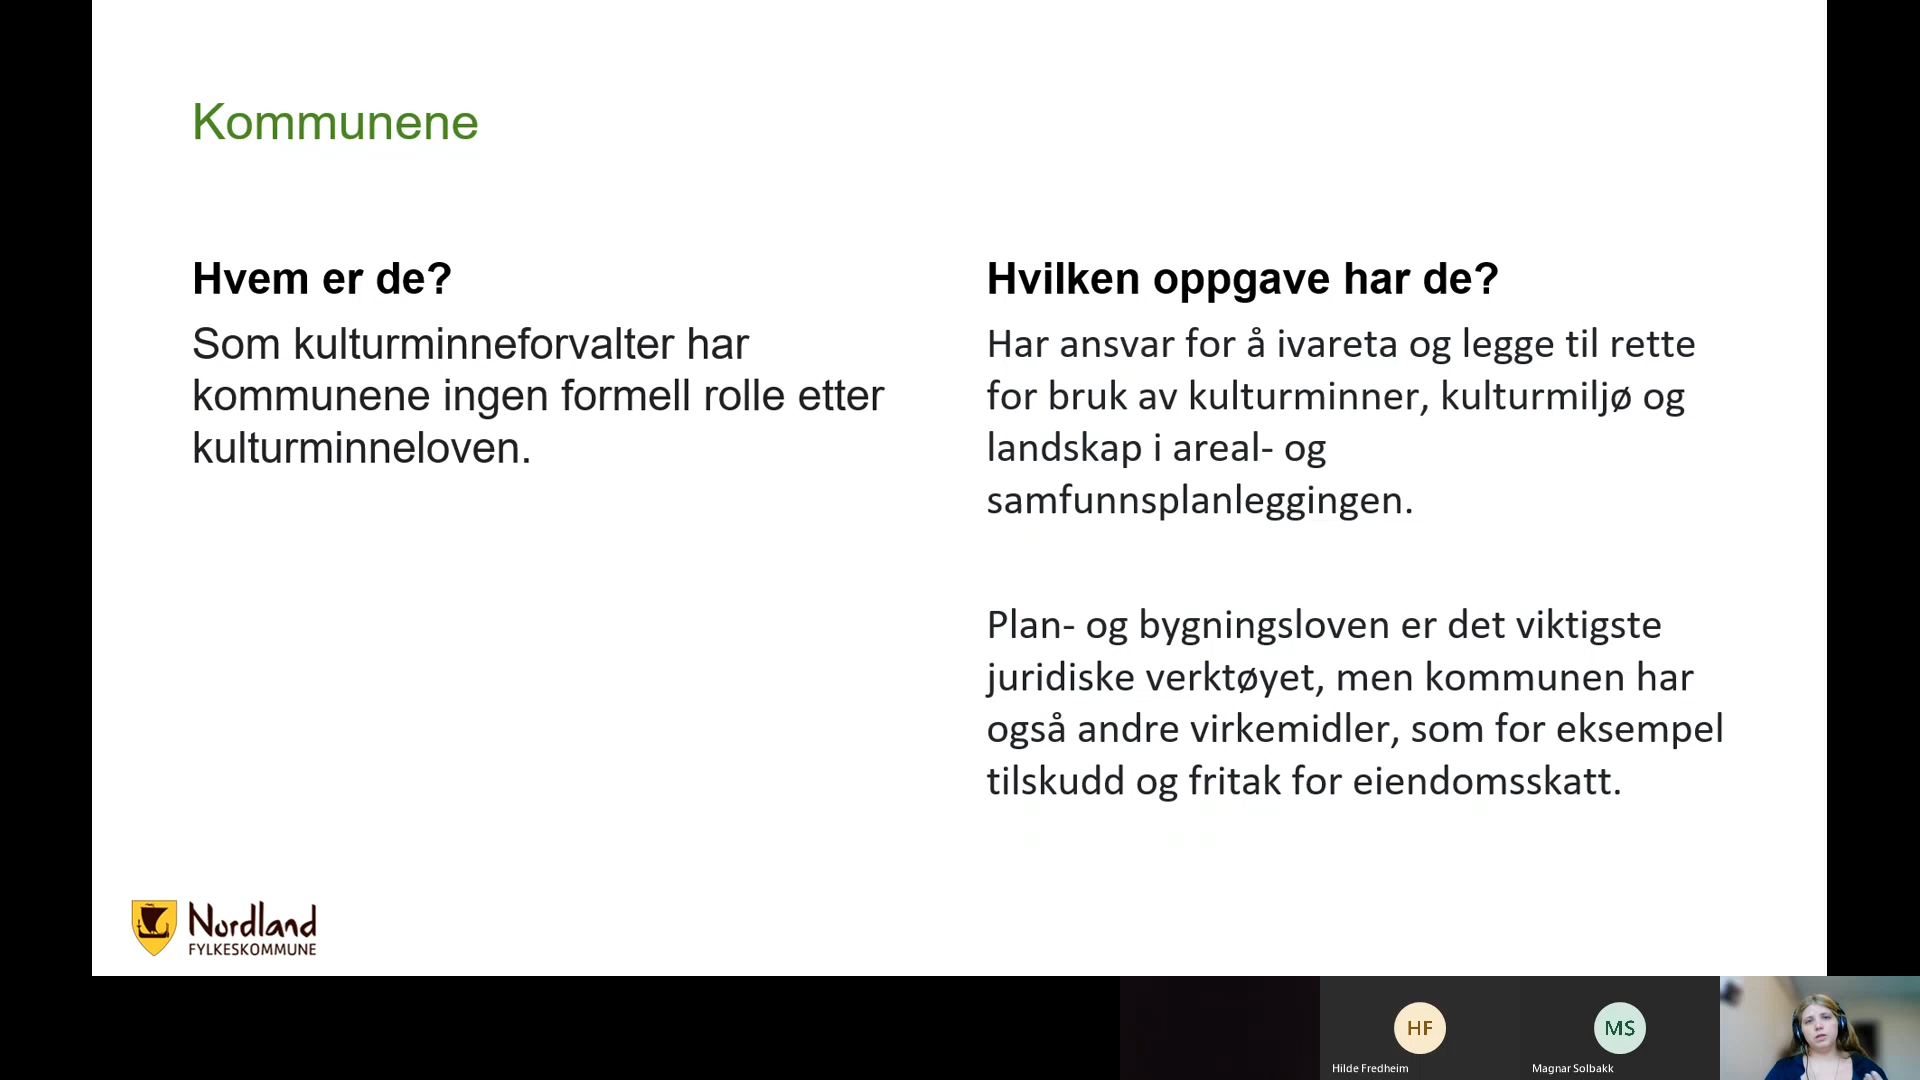 Kommunene
Hvem er de?
Som kulturminneforvalter har
kommunene ingen formell rolle etter
kulturminneloven.
Hvilken oppgave har de?
Har ansvar for å ivareta og legge til rette
for bruk av kulturminner, kulturmiljø og
landskap i areal- og
samfunnsplanleggingen.
Plan- og bygningsloven er det viktigste
juridiske verktøyet, men kommunen har
også andre virkemidler, som for eksempel
tilskudd og fritak for eiendomsskatt.
Nordland
FYLKESKOMMUNE
HF
Hilde Fredheim
MS
Magnar Solbakk